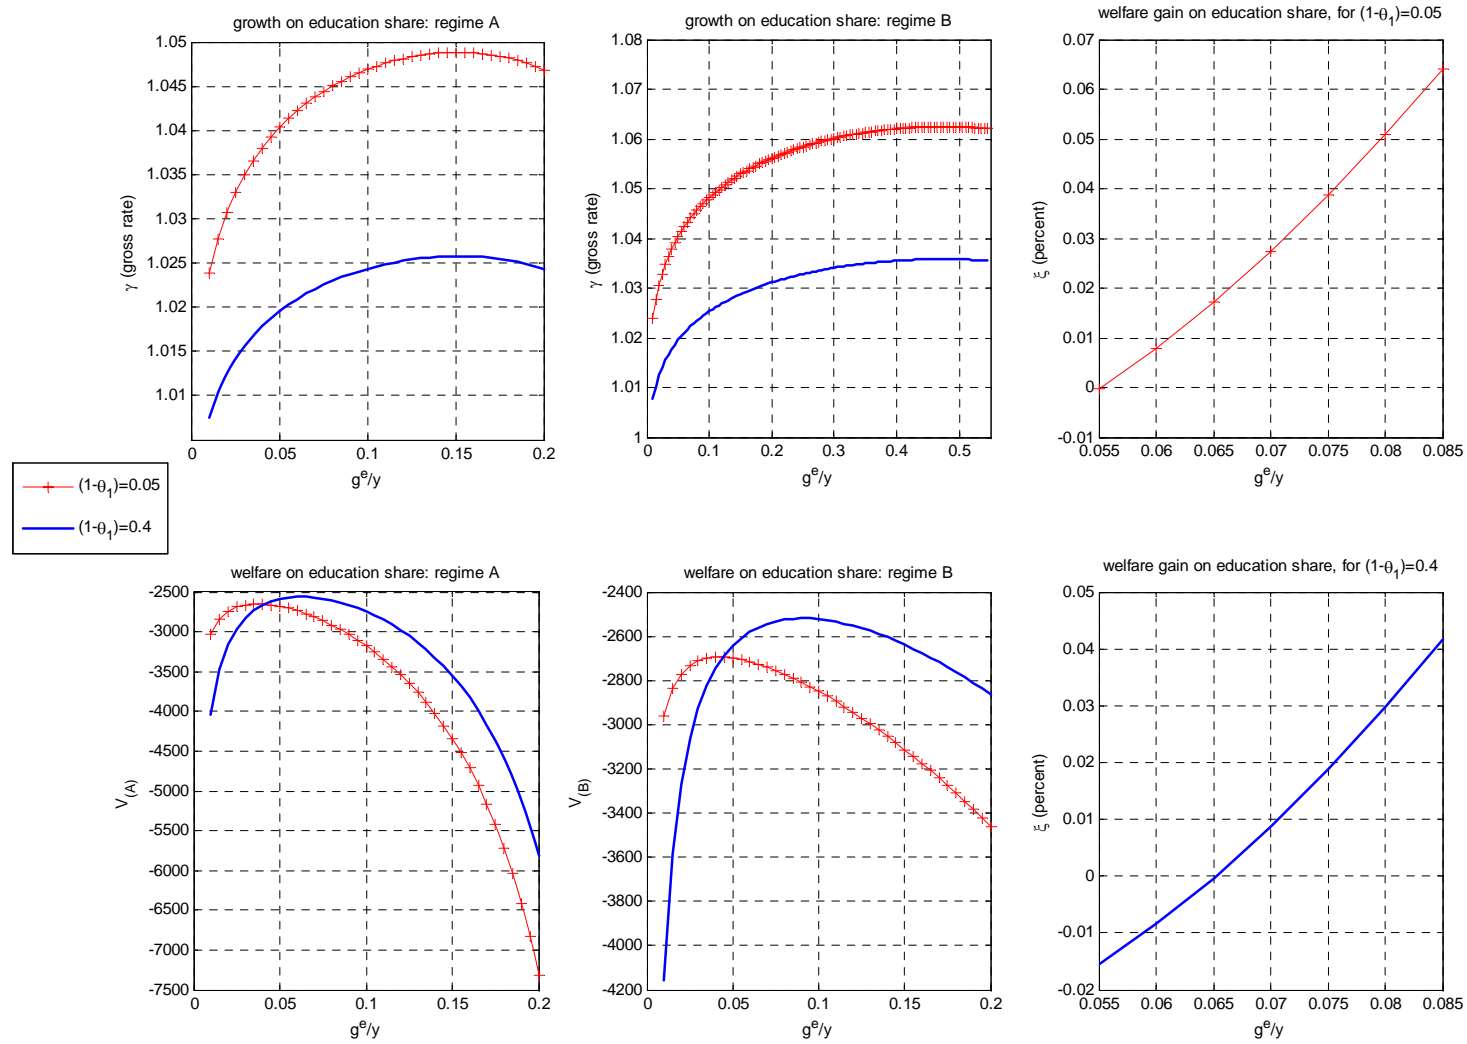 growth on education share: regime A
1.05
1.045
1.04
1.035
1.03
1.025
1.02
1.015
1.01
γ (gross rate)
0 0.05 0.1 0.15 0.2
gᵉ/y
growth on education share: regime B
1.08
1.07
1.06
1.05
1.04
1.03
1.02
1.01
1
γ (gross rate)
0 0.1 0.2 0.3 0.4 0.5
gᵉ/y
welfare gain on education share, for (1-θ₁)=0.05
0.07
0.06
0.05
0.04
0.03
0.02
0.01
0
-0.01
ξ (percent)
0.055 0.06 0.065 0.07 0.075 0.08 0.085
gᵉ/y
(1-θ₁)=0.05
(1-θ₁)=0.4
welfare on education share: regime A
-2500
-3000
-3500
-4000
-4500
-5000
-5500
-6000
-6500
-7000
-7500
V(A)
0 0.05 0.1 0.15 0.2
gᵉ/y
welfare on education share: regime B
-2400
-2600
-2800
-3000
-3200
-3400
-3600
-3800
-4000
-4200
V(B)
0 0.05 0.1 0.15 0.2
gᵉ/y
welfare gain on education share, for (1-θ₁)=0.4
0.05
0.04
0.03
0.02
0.01
0
-0.01
-0.02
ξ (percent)
0.055 0.06 0.065 0.07 0.075 0.08 0.085
gᵉ/y